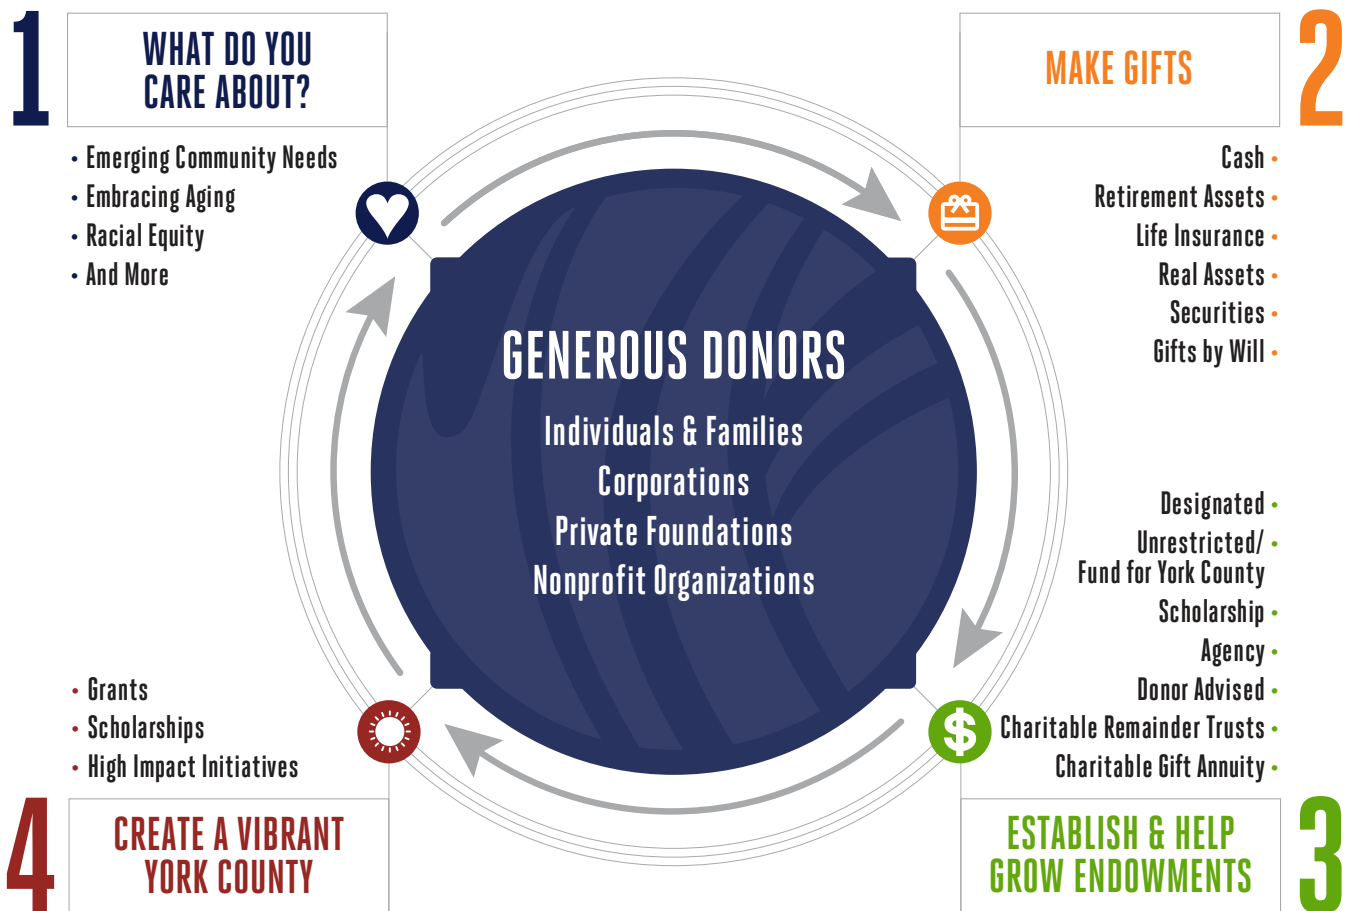 1
WHAT DO YOU
CARE ABOUT?
• Emerging Community Needs
• Embracing Aging
• Racial Equity
• And More
2
MAKE GIFTS
Cash •
Retirement Assets •
Life Insurance •
Real Assets •
Securities •
Gifts by Will •
GENEROUS DONORS
Individuals & Families
Corporations
Private Foundations
Nonprofit Organizations
Designated •
Unrestricted/ •
Fund for York County
Scholarship •
Agency •
Donor Advised •
Charitable Remainder Trusts •
Charitable Gift Annuity •
$
ESTABLISH & HELP
GROW ENDOWMENTS
3
• Grants
• Scholarships
• High Impact Initiatives
4
CREATE A VIBRANT
YORK COUNTY